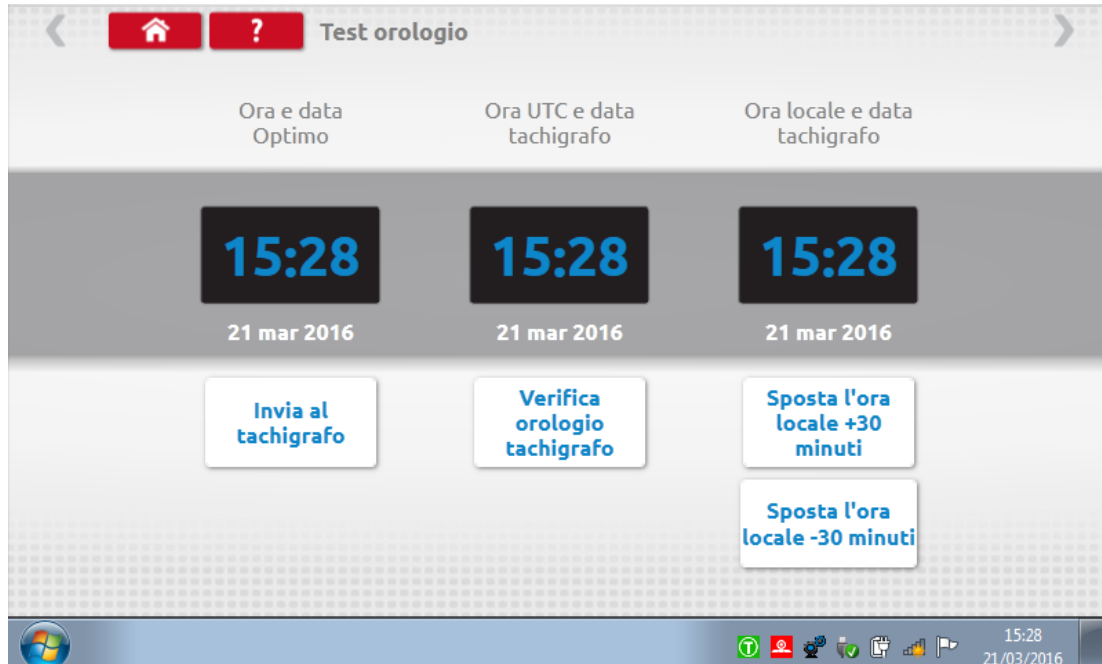 ? Test orologio
Ora e data
Optimo
Ora UTC e data
tachigrafo
Ora locale e data
tachigrafo
15:28
15:28
15:28
21 mar 2016
21 mar 2016
21 mar 2016
Invia al
tachigrafo
Verifica
orologio
tachigrafo
Sposta l'ora
locale +30
minuti
Sposta l'ora
locale -30 minuti
15:28
21/03/2016